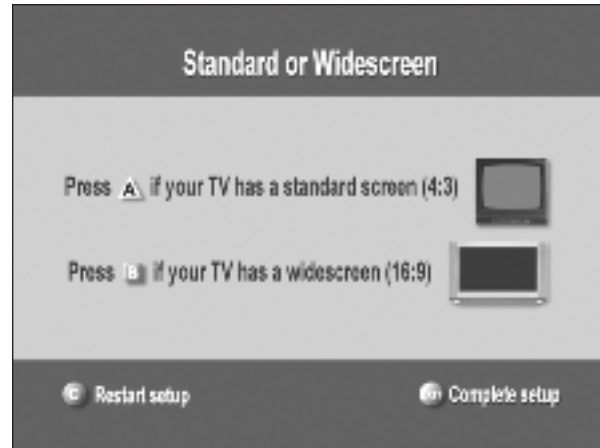 Standard or Widescreen
Press A if your TV has a standard screen (4:3)
Press B if your TV has a widescreen (16:9)
C Restart setup
Complete setup